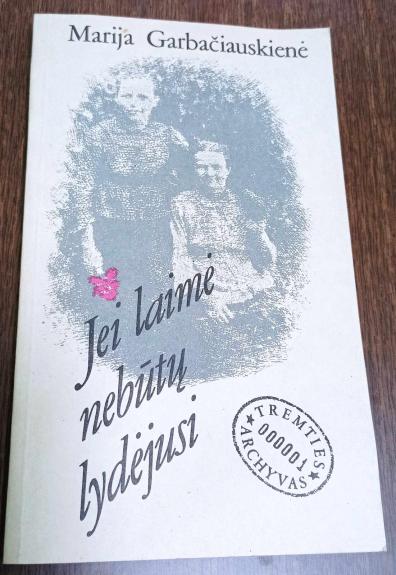 Marija Garbačiauskienė
Jei laimė
nebūtų
lydėjusi
TREMTIES
000001
ARCHYVAS